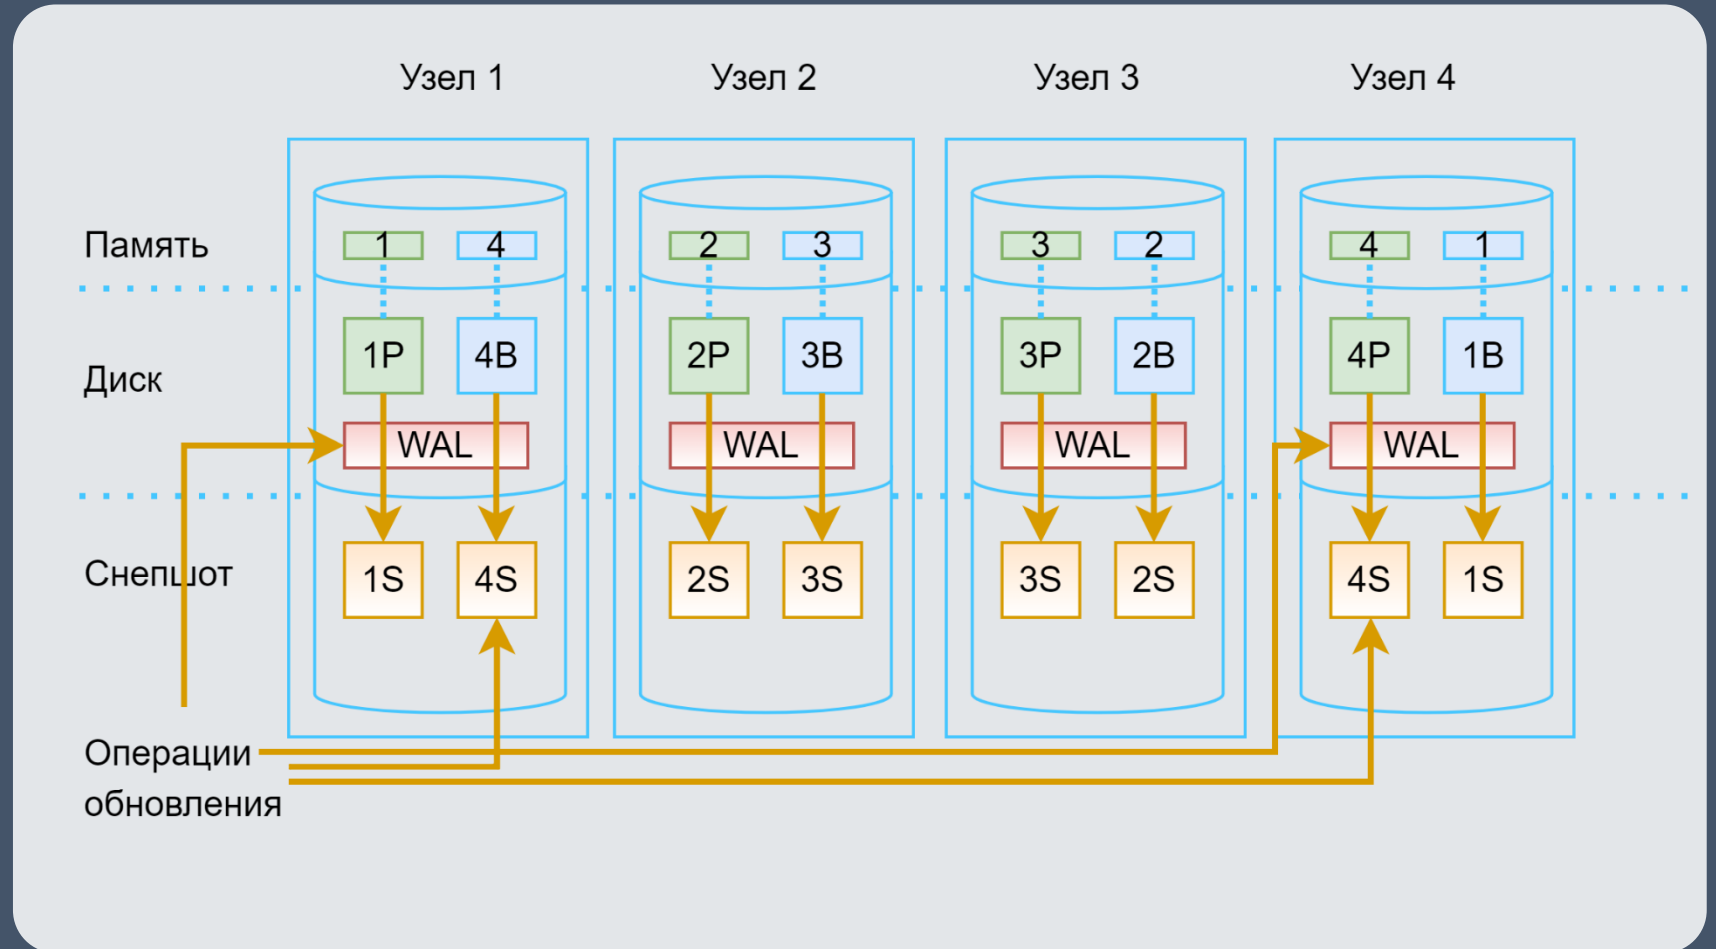 Узел 1 Узел 2 Узел 3 Узел 4
Память 1 4 2 3 3 2 4 1
Диск 1P 4B 2P 3B 3P 2B 4P 1B
WAL WAL WAL WAL
Снепшот 1S 4S 2S 3S 3S 2S 4S 1S
Операции
обновления